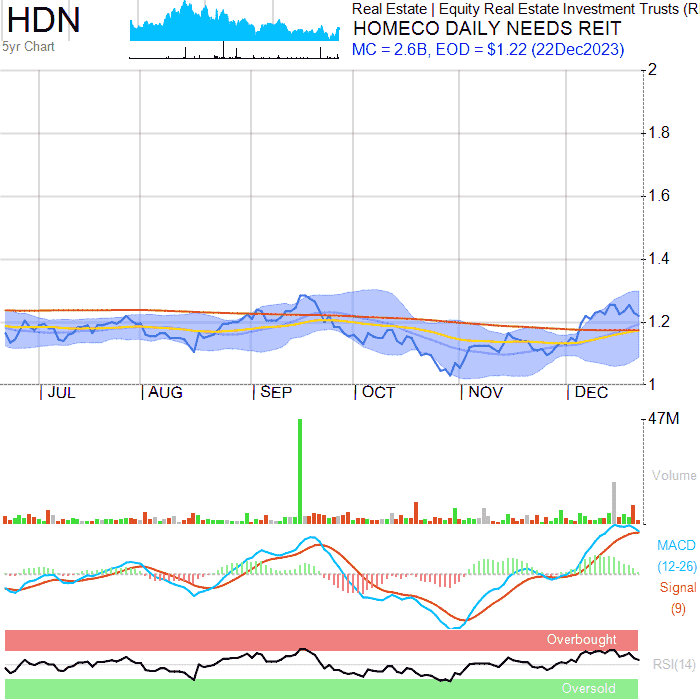 HDN
5yr Chart
Real Estate | Equity Real Estate Investment Trusts (R
HOMECO DAILY NEEDS REIT
MC = 2.6B, EOD = $1.22 (22Dec2023)
2
1.8
1.6
1.4
1.2
1
JUL AUG SEP OCT NOV DEC
47M
Volume
MACD
(12-26)
Signal
(9)
Overbought
RSI(14)
Oversold